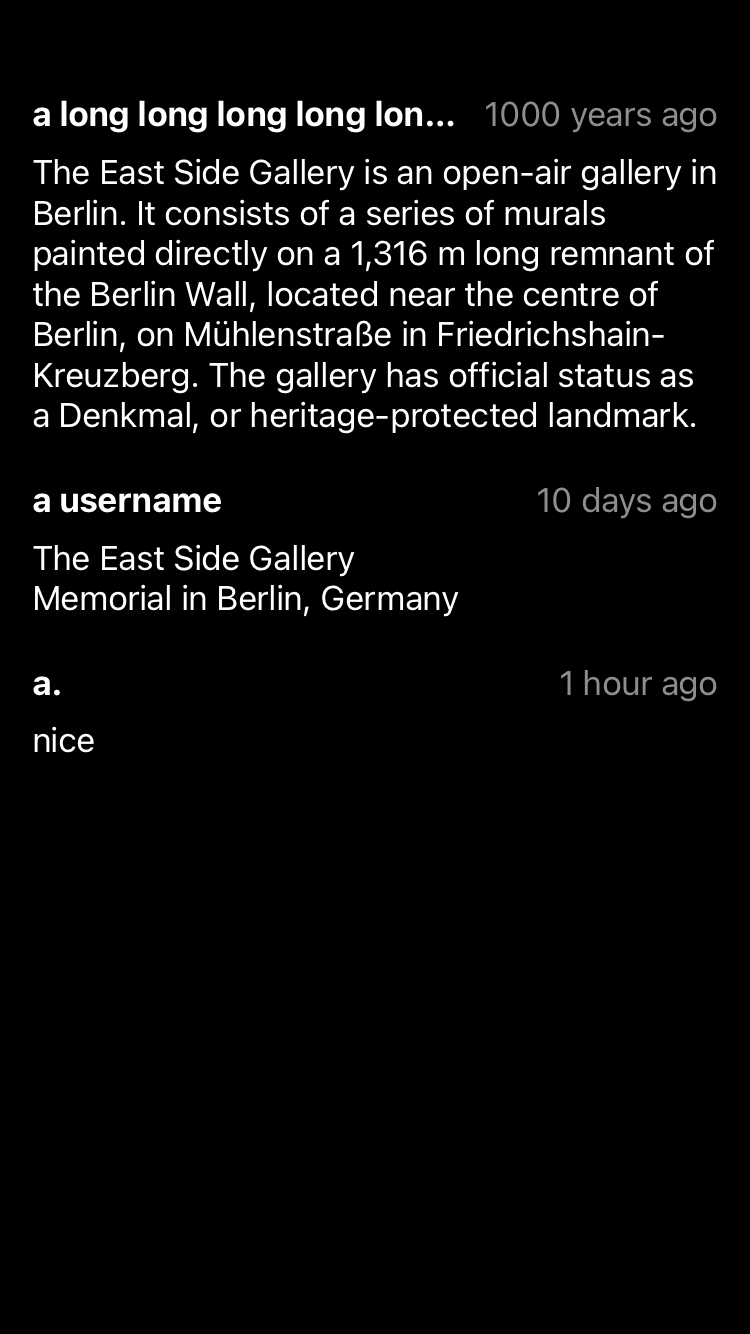 a long long long long lon... 1000 years ago
The East Side Gallery is an open-air gallery in
Berlin. It consists of a series of murals
painted directly on a 1,316 m long remnant of
the Berlin Wall, located near the centre of
Berlin, on Mühlenstraße in Friedrichshain-
Kreuzberg. The gallery has official status as
a Denkmal, or heritage-protected landmark.
a username 10 days ago
The East Side Gallery
Memorial in Berlin, Germany
a. 1 hour ago
nice